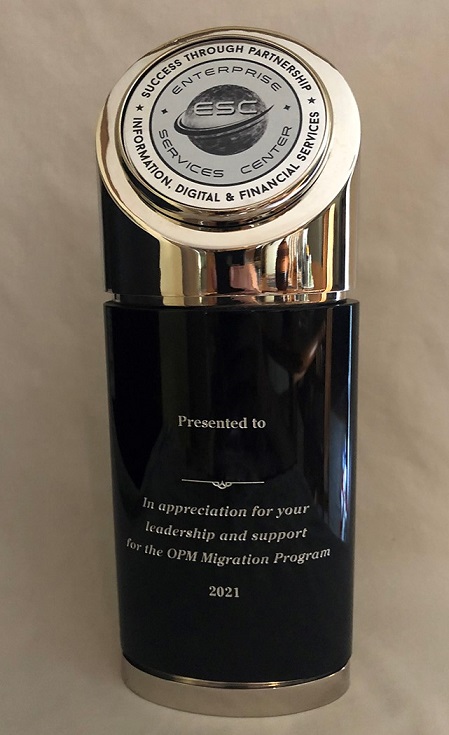 ★ SUCCESS THROUGH PARTNERSHIP ★
INFORMATION, DIGITAL & FINANCIAL SERVICES
ENTERPRISE
ESC
SERVICES CENTER
Presented to
In appreciation for your
leadership and support
for the OPM Migration Program
2021